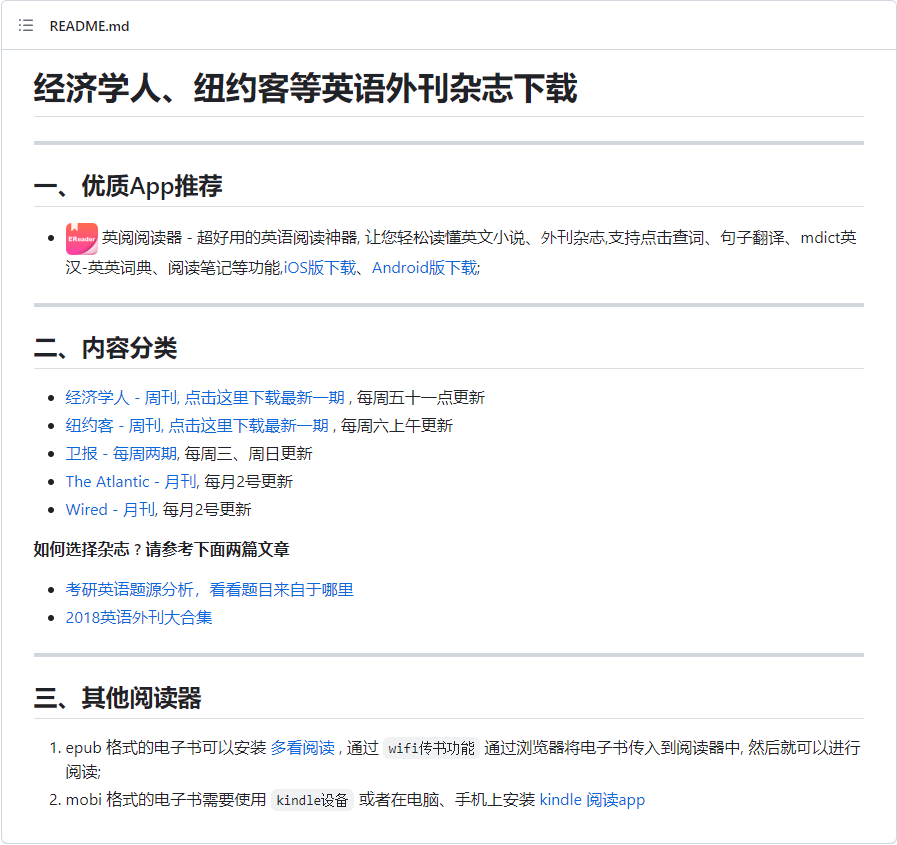 README.md
经济学人、纽约客等英语外刊杂志下载
一、优质App推荐
EReader 英阅阅读器 - 超好用的英语阅读神器, 让您轻松读懂英文小说、外刊杂志,支持点击查词、句子翻译、mdict英
汉-英英词典、阅读笔记等功能,iOS版下载、Android版下载;
二、内容分类
经济学人 - 周刊, 点击这里下载最新一期 , 每周五十一点更新
纽约客 - 周刊, 点击这里下载最新一期 , 每周六上午更新
卫报 - 每周两期, 每周三、周日更新
The Atlantic - 月刊, 每月2号更新
Wired - 月刊, 每月2号更新
如何选择杂志？请参考下面两篇文章
考研英语题源分析，看看题目来自于哪里
2018英语外刊大合集
三、其他阅读器
1. epub 格式的电子书可以安装 多看阅读 , 通过 wifi传书功能 通过浏览器将电子书传入到阅读器中, 然后就可以进行
阅读;
2. mobi 格式的电子书需要使用 kindle设备 或者在电脑、手机上安装 kindle 阅读app